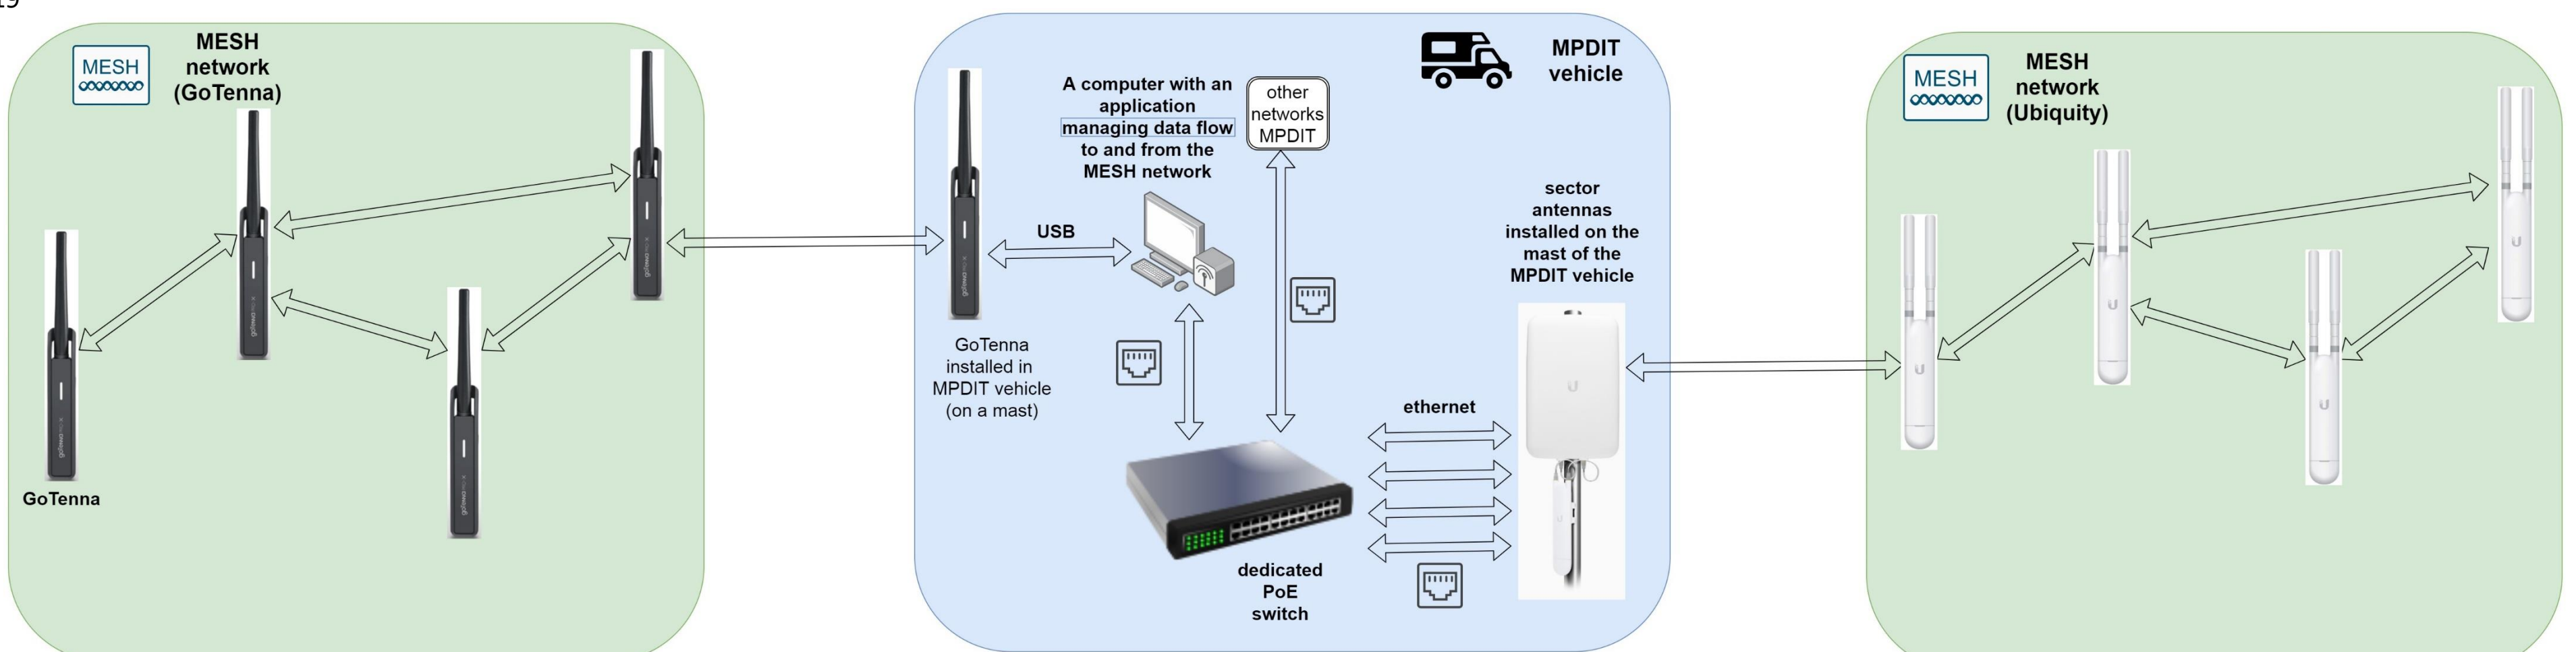 19
MESH
MESH
network
(GoTenna)
GoTenna
MPDIT
vehicle
A computer with an
application
managing data flow
to and from the
MESH network
other
networks
MPDIT
USB
GoTenna
installed in
MPDIT vehicle
(on a mast)
sector
antennas
installed on the
mast of the
MPDIT vehicle
ethernet
dedicated
PoE
switch
MESH
MESH
network
(Ubiquity)